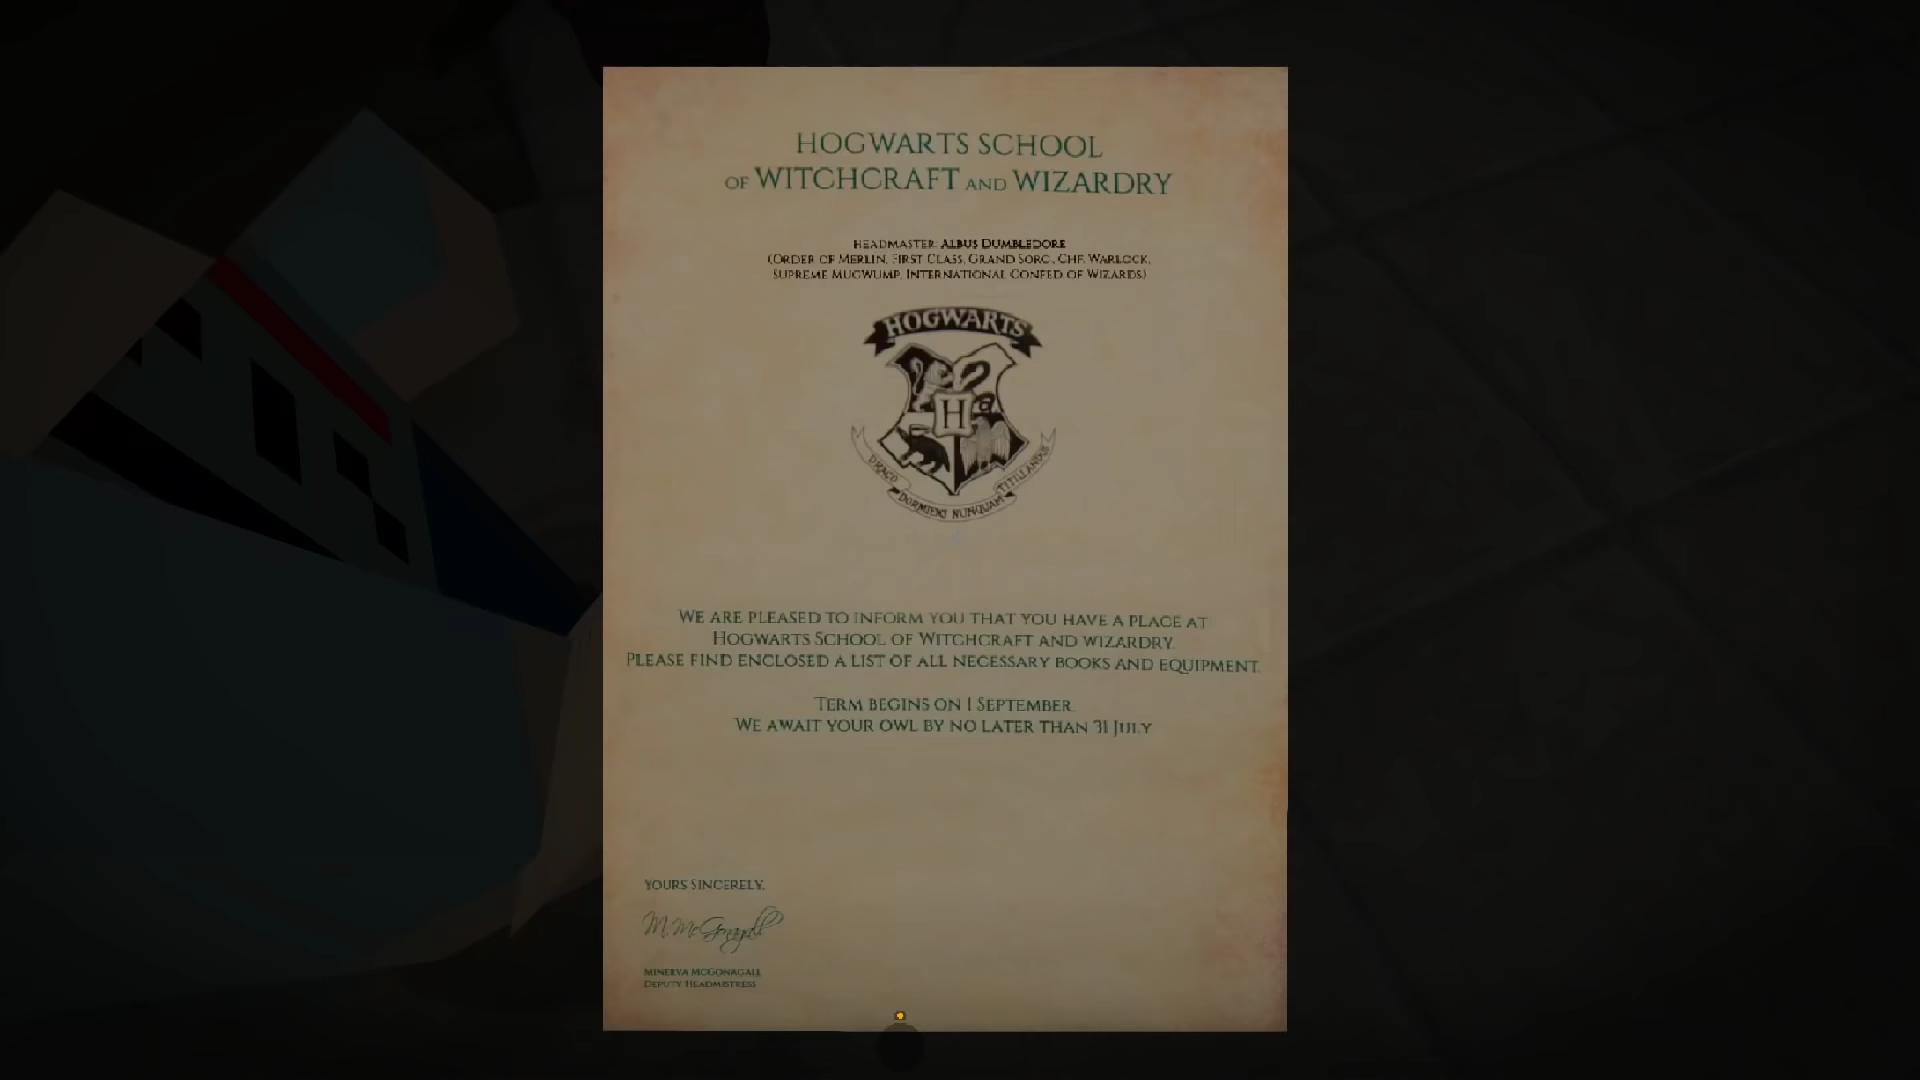 HOGWARTS SCHOOL
OF WITCHCRAFT AND WIZARDRY
HEADMASTER: ALBUS DUMBLEDORE
(ORDER OF MERLIN, FIRST CLASS, GRAND SORC., CHF. WARLOCK,
SUPREME MUGWUMP, INTERNATIONAL CONFED OF WIZARDS)
HOGWARTS
H
DRACO DORMIENS NUNQUAM TITILLANDUS
WE ARE PLEASED TO INFORM YOU THAT YOU HAVE A PLACE AT
HOGWARTS SCHOOL OF WITCHCRAFT AND WIZARDRY.
PLEASE FIND ENCLOSED A LIST OF ALL NECESSARY BOOKS AND EQUIPMENT.
TERM BEGINS ON 1 SEPTEMBER.
WE AWAIT YOUR OWL BY NO LATER THAN 31 JULY
YOURS SINCERELY,
M. McGonagall
MINERVA MCGONAGALL
DEPUTY HEADMISTRESS